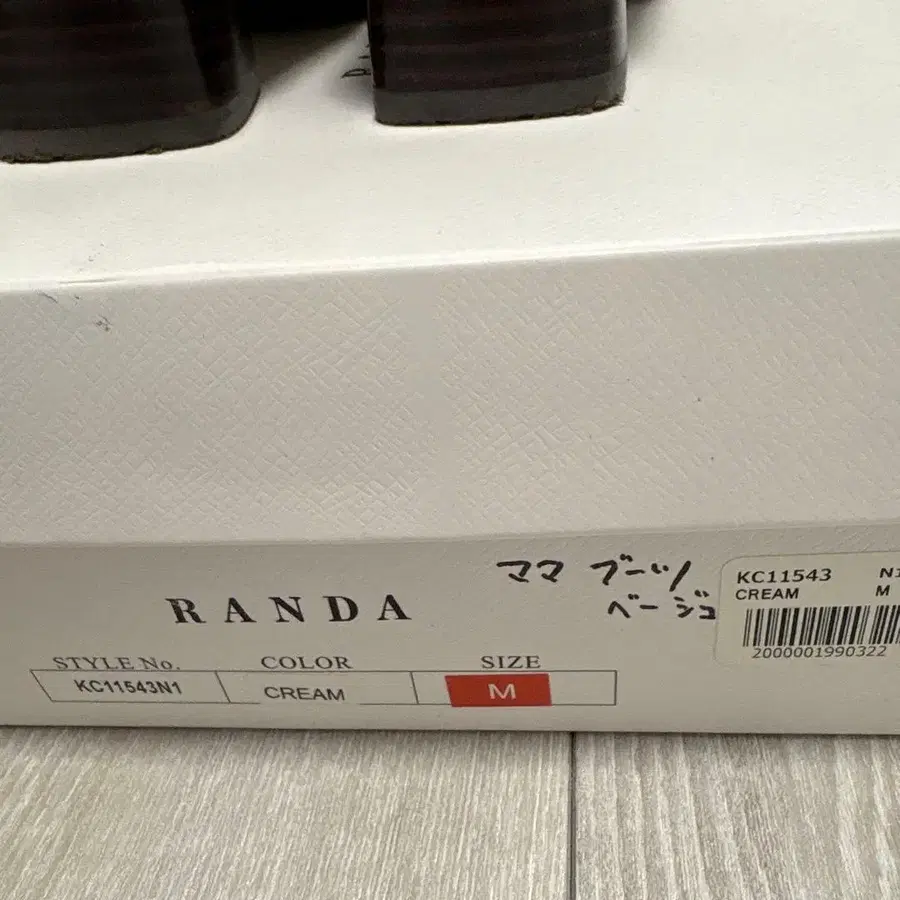 ママ ブーツ
ベージュ
RANDA
STYLE No. COLOR SIZE
KC11543N1 CREAM M
KC11543
CREAM M
2000001990322